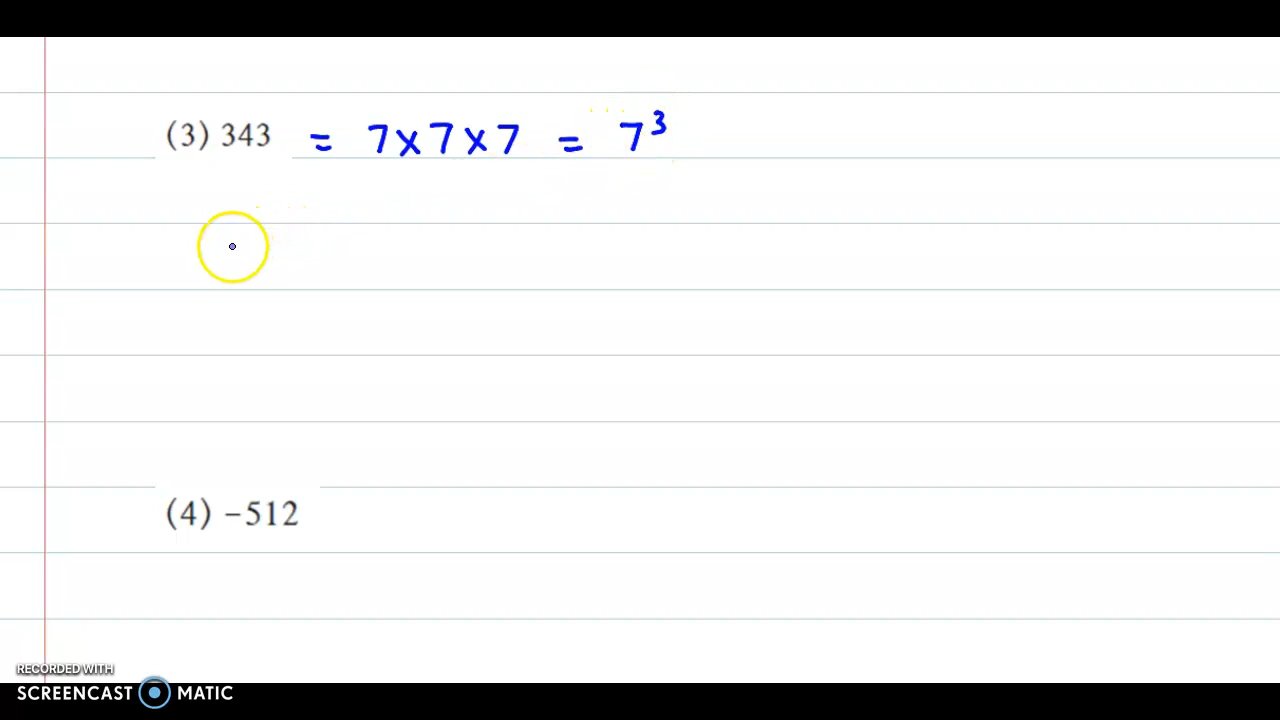 (3) 343 = 7×7×7 = 7³
(4) −512
RECORDED WITH
SCREENCAST MATIC